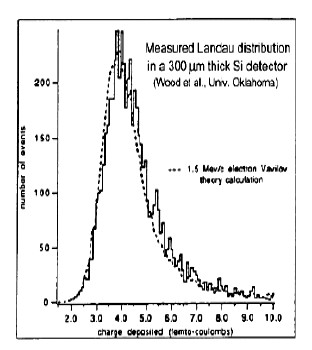 Measured Landau distribution
in a 300 µm thick Si detector
(Wood et al., Univ. Oklahoma)
200
150
100
50
0
number of events
1.5 Mev/c electron Vavilov
theory calculation
2.0 3.0 4.0 5.0 6.0 7.0 8.0 9.0 10.0
charge deposited (femto-coulombs)